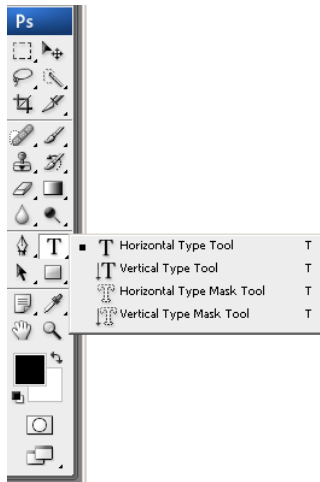 Ps
Horizontal Type Tool T
Vertical Type Tool T
Horizontal Type Mask Tool T
Vertical Type Mask Tool T